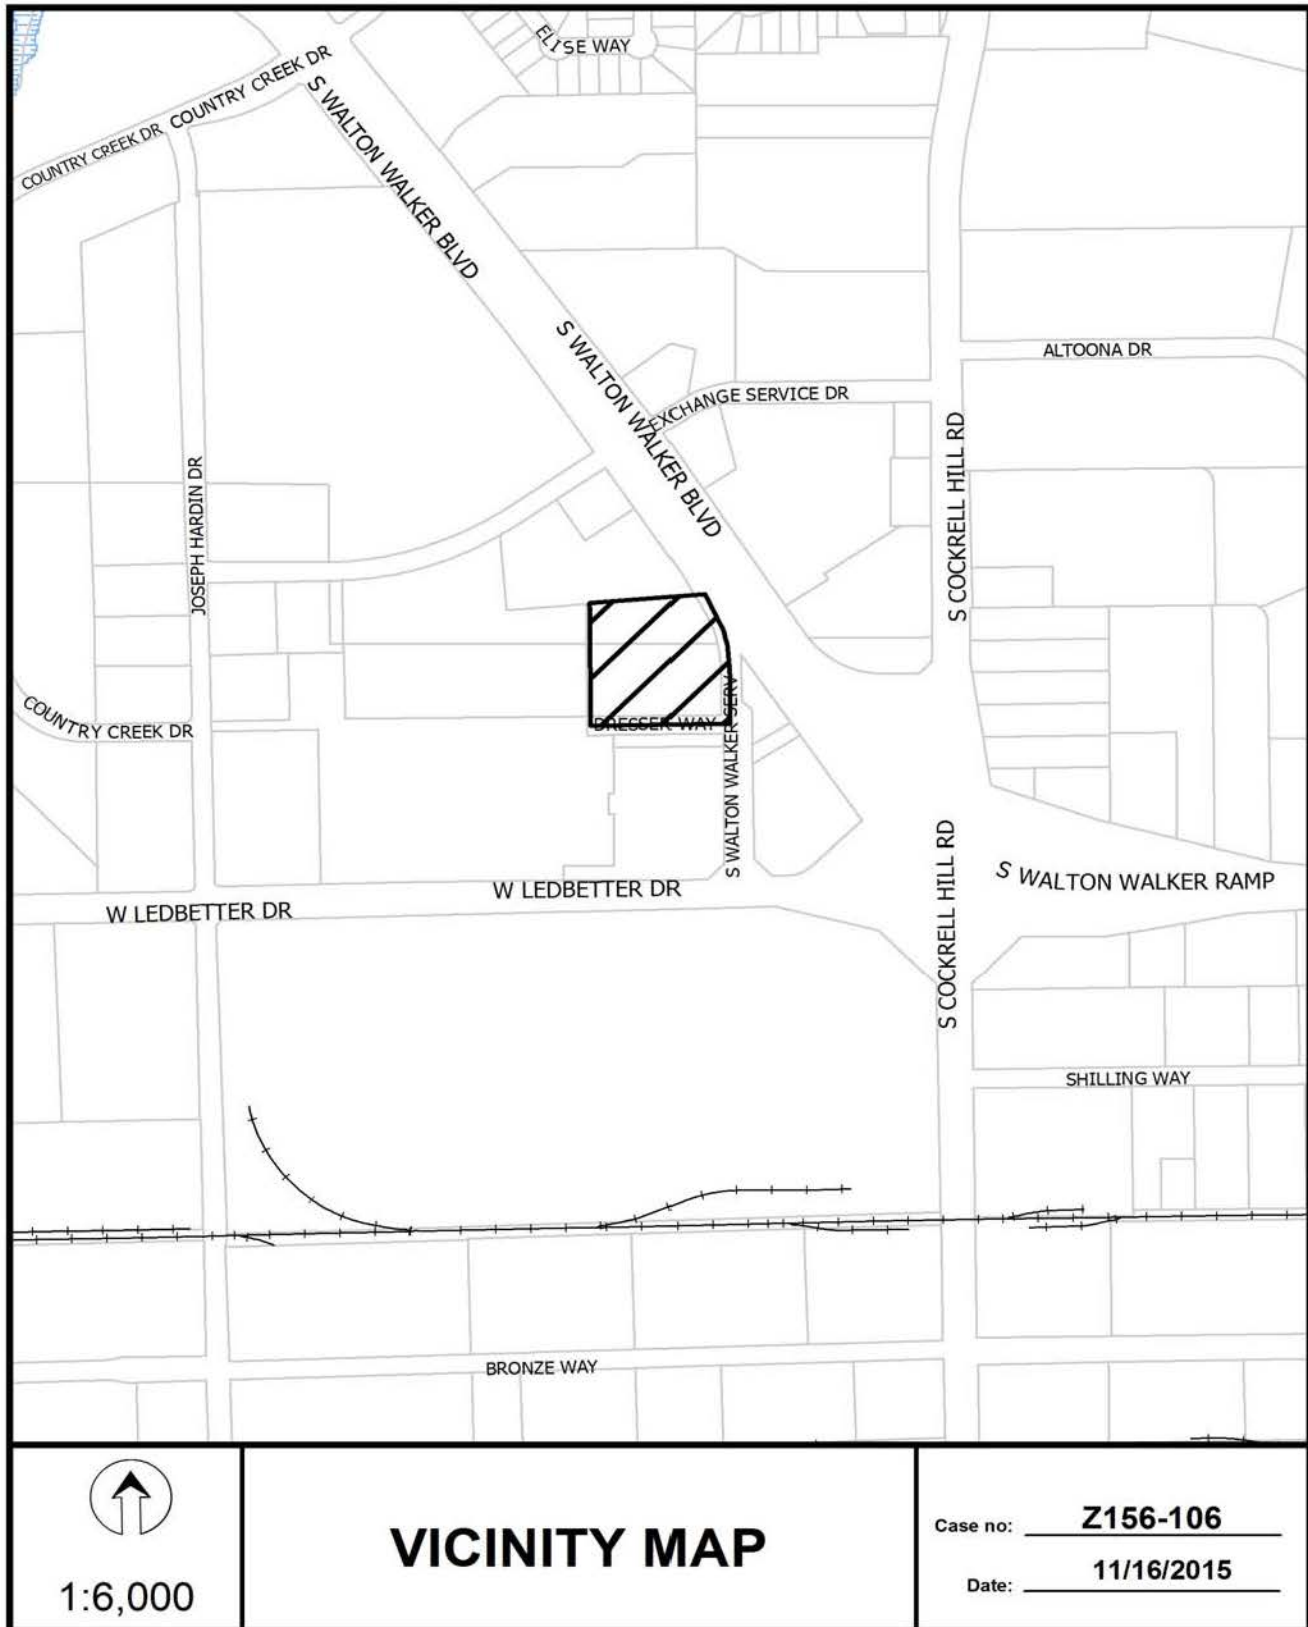 ELISE WAY
COUNTRY CREEK DR
COUNTRY CREEK DR
S WALTON WALKER BLVD
S WALTON WALKER BLVD
ALTOONA DR
EXCHANGE SERVICE DR
S COCKRELL HILL RD
JOSEPH HARDIN DR
COUNTRY CREEK DR
DRESSER WAY
S WALTON WALKER SERV
W LEDBETTER DR
W LEDBETTER DR
S WALTON WALKER RAMP
S COCKRELL HILL RD
SHILLING WAY
BRONZE WAY
1:6,000
VICINITY MAP
Case no: Z156-106
Date: 11/16/2015